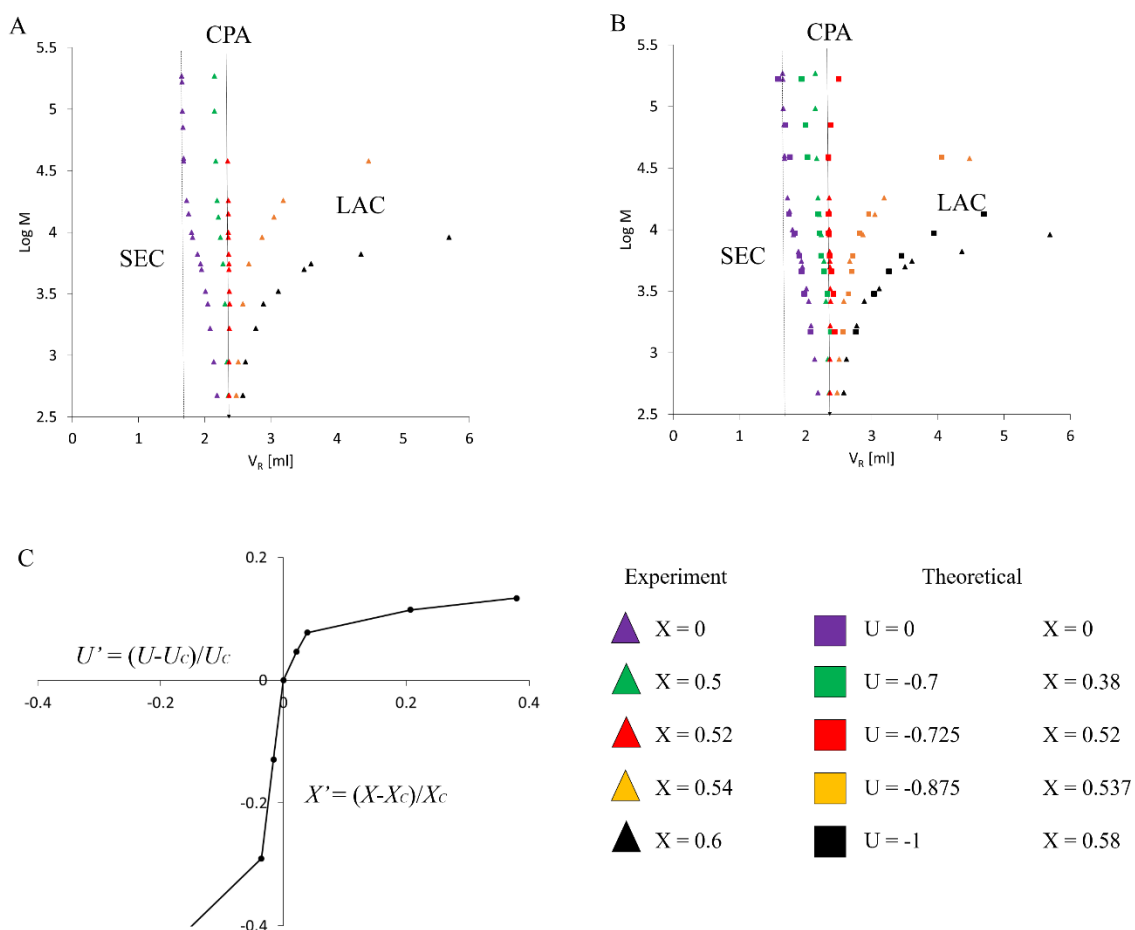 A
CPA
5.5
5
4.5
4
3.5
3
2.5
Log M
SEC
LAC
0 1 2 3 4 5 6
V_R [ml]
B
CPA
5.5
5
4.5
4
3.5
3
2.5
Log M
SEC
LAC
0 1 2 3 4 5 6
V_R [ml]
C
0.2
U' = (U-U_C)/U_C
0
-0.4 -0.2 0 0.2 0.4
X' = (X-X_C)/X_C
-0.2
-0.4
Experiment Theoretical
X = 0 U = 0 X = 0
X = 0.5 U = -0.7 X = 0.38
X = 0.52 U = -0.725 X = 0.52
X = 0.54 U = -0.875 X = 0.537
X = 0.6 U = -1 X = 0.58